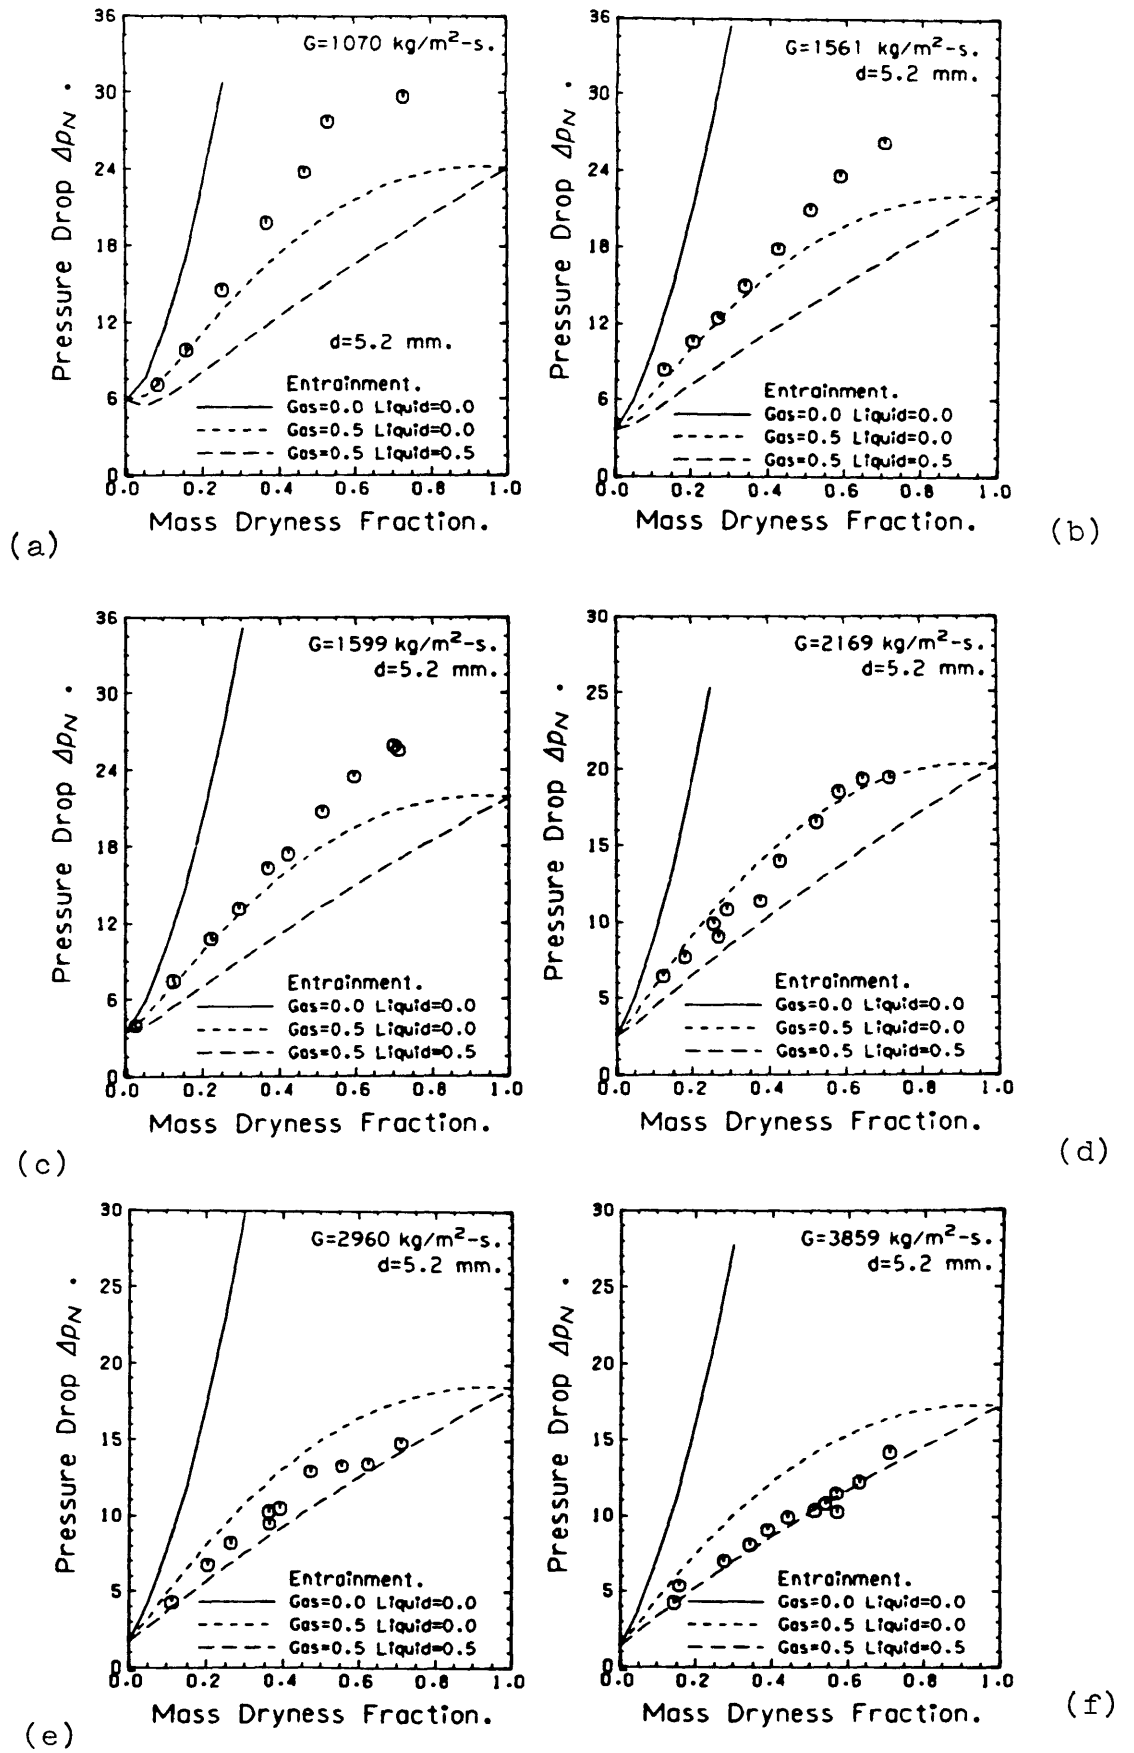 36
30
24
18
12
6
0
Pressure Drop Δp_N .
G=1070 kg/m²-s.
d=5.2 mm.
Entrainment.
Gas=0.0 Liquid=0.0
Gas=0.5 Liquid=0.0
Gas=0.5 Liquid=0.5
0.0 0.2 0.4 0.6 0.8 1.0
Mass Dryness Fraction.
(a)
36
30
24
18
12
6
0
Pressure Drop Δp_N .
G=1561 kg/m²-s.
d=5.2 mm.
Entrainment.
Gas=0.0 Liquid=0.0
Gas=0.5 Liquid=0.0
Gas=0.5 Liquid=0.5
0.0 0.2 0.4 0.6 0.8 1.0
Mass Dryness Fraction.
(b)
36
30
24
18
12
6
0
Pressure Drop Δp_N .
G=1599 kg/m²-s.
d=5.2 mm.
Entrainment.
Gas=0.0 Liquid=0.0
Gas=0.5 Liquid=0.0
Gas=0.5 Liquid=0.5
0.0 0.2 0.4 0.6 0.8 1.0
Mass Dryness Fraction.
(c)
30
25
20
15
10
5
0
Pressure Drop Δp_N .
G=2169 kg/m²-s.
d=5.2 mm.
Entrainment.
Gas=0.0 Liquid=0.0
Gas=0.5 Liquid=0.0
Gas=0.5 Liquid=0.5
0.0 0.2 0.4 0.6 0.8 1.0
Mass Dryness Fraction.
(d)
30
25
20
15
10
5
0
Pressure Drop Δp_N .
G=2960 kg/m²-s.
d=5.2 mm.
Entrainment.
Gas=0.0 Liquid=0.0
Gas=0.5 Liquid=0.0
Gas=0.5 Liquid=0.5
0.0 0.2 0.4 0.6 0.8 1.0
Mass Dryness Fraction.
(e)
30
25
20
15
10
5
0
Pressure Drop Δp_N .
G=3859 kg/m²-s.
d=5.2 mm.
Entrainment.
Gas=0.0 Liquid=0.0
Gas=0.5 Liquid=0.0
Gas=0.5 Liquid=0.5
0.0 0.2 0.4 0.6 0.8 1.0
Mass Dryness Fraction.
(f)